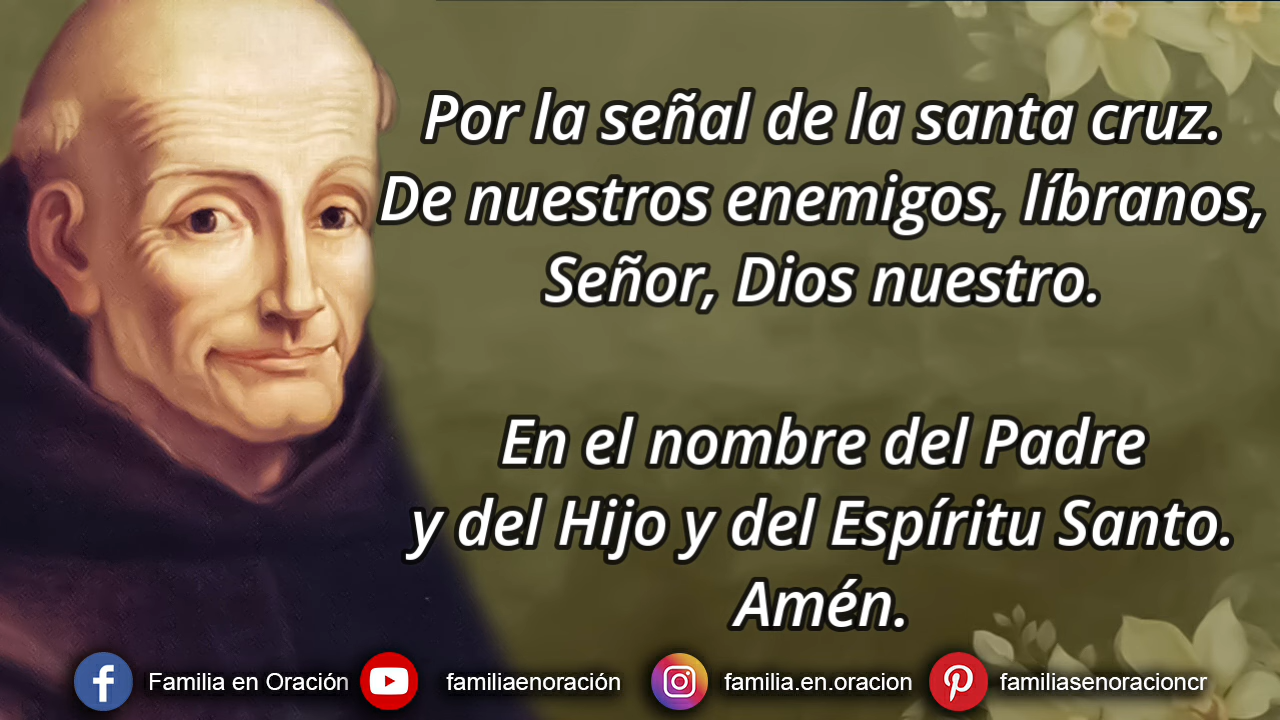 Por la señal de la santa cruz.
De nuestros enemigos, líbranos,
Señor, Dios nuestro.
En el nombre del Padre
y del Hijo y del Espíritu Santo.
Amén.
Familia en Oración familiaenoración familia.en.oracion familiasenoracioncr